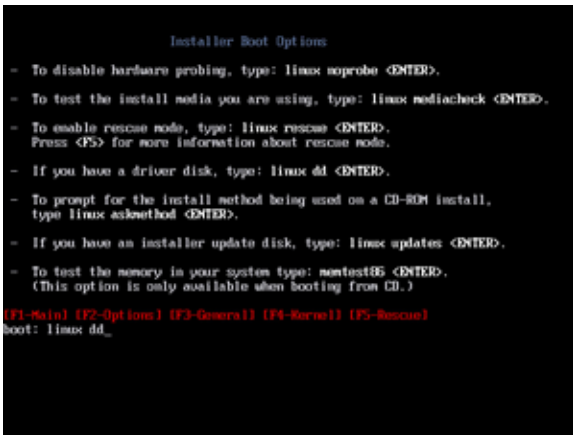 Installer Boot Options
- To disable hardware probing, type: linux noprobe <ENTER>.
- To test the install media you are using, type: linux mediacheck <ENTER>.
- To enable rescue mode, type: linux rescue <ENTER>.
Press <F5> for more information about rescue mode.
- If you have a driver disk, type: linux dd <ENTER>.
- To prompt for the install method being used on a CD-ROM install,
type linux askmethod <ENTER>.
- If you have an installer update disk, type: linux updates <ENTER>.
- To test the memory in your system type: memtest86 <ENTER>.
(This option is only available when booting from CD.)
[F1-Main] [F2-Options] [F3-General] [F4-Kernel] [F5-Rescue]
boot: linux dd_